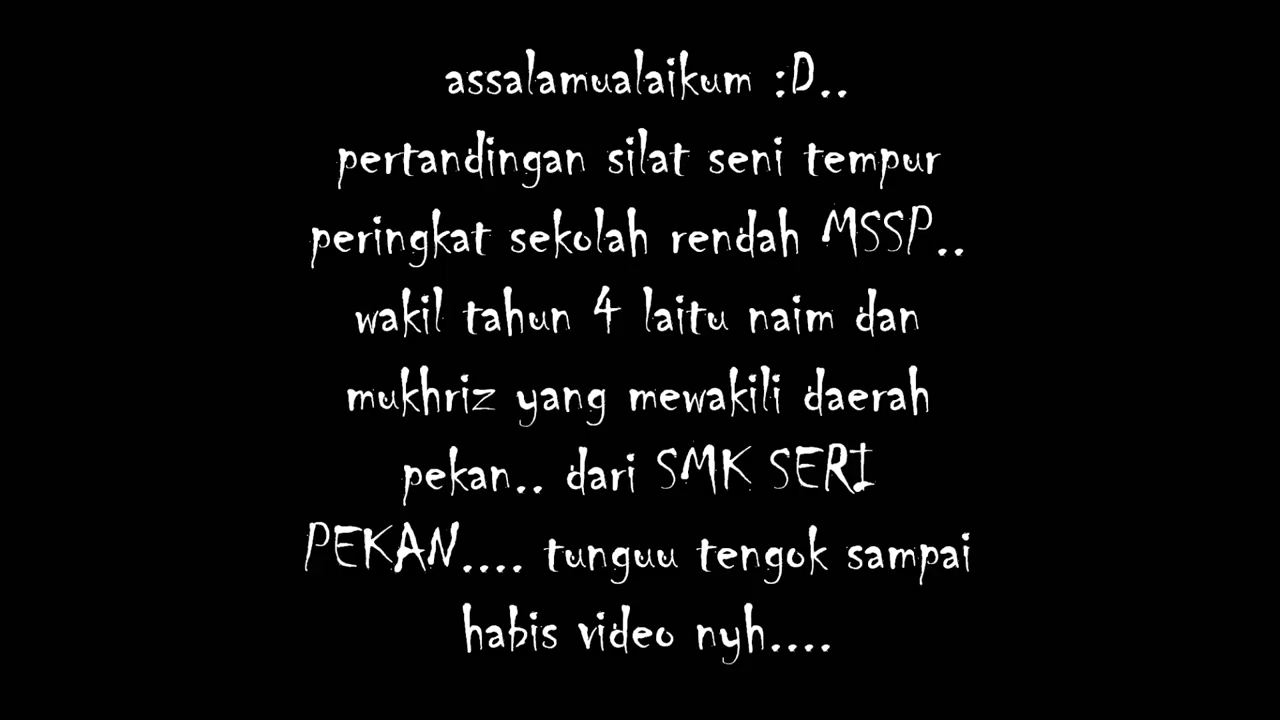 assalamualaikum :D..
pertandingan silat seni tempur
peringkat sekolah rendah MSSP..
wakil tahun 4 laitu naim dan
mukhriz yang mewakili daerah
pekan.. dari SMK SERI
PEKAN.... tunguu tengok sampai
habis video nyh....